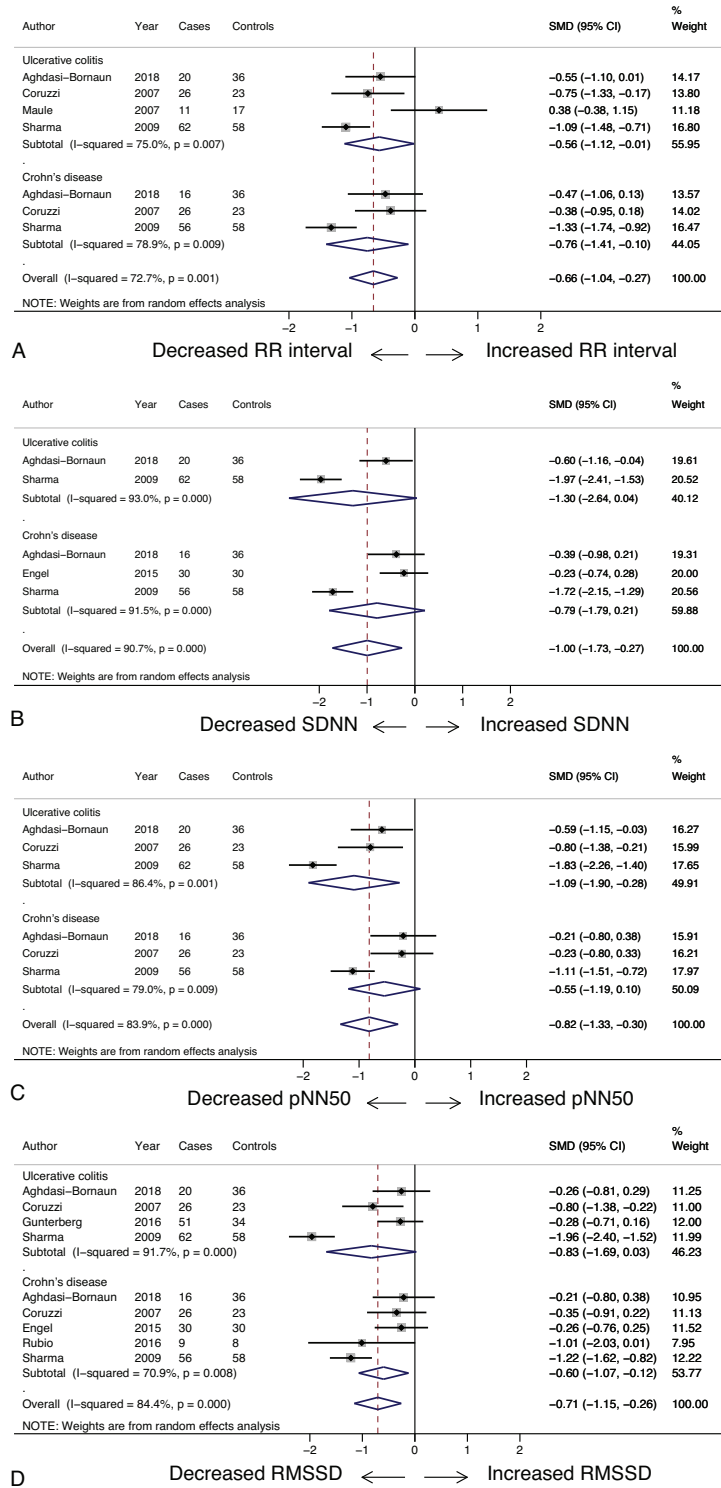 %
Author Year Cases Controls SMD (95% CI) Weight
Ulcerative colitis
Aghdasi−Bornaun 2018 20 36 −0.55 (−1.10, 0.01) 14.17
Coruzzi 2007 26 23 −0.75 (−1.33, −0.17) 13.80
Maule 2007 11 17 0.38 (−0.38, 1.15) 11.18
Sharma 2009 62 58 −1.09 (−1.48, −0.71) 16.80
Subtotal (I−squared = 75.0%, p = 0.007) −0.56 (−1.12, −0.01) 55.95
.
Crohn's disease
Aghdasi−Bornaun 2018 16 36 −0.47 (−1.06, 0.13) 13.57
Coruzzi 2007 26 23 −0.38 (−0.95, 0.18) 14.02
Sharma 2009 56 58 −1.33 (−1.74, −0.92) 16.47
Subtotal (I−squared = 78.9%, p = 0.009) −0.76 (−1.41, −0.10) 44.05
.
Overall (I−squared = 72.7%, p = 0.001) −0.66 (−1.04, −0.27) 100.00
NOTE: Weights are from random effects analysis
−2 −1 0 1 2
A Decreased RR interval ← → Increased RR interval
%
Author Year Cases Controls SMD (95% CI) Weight
Ulcerative colitis
Aghdasi−Bornaun 2018 20 36 −0.60 (−1.16, −0.04) 19.61
Sharma 2009 62 58 −1.97 (−2.41, −1.53) 20.52
Subtotal (I−squared = 93.0%, p = 0.000) −1.30 (−2.64, 0.04) 40.12
.
Crohn's disease
Aghdasi−Bornaun 2018 16 36 −0.39 (−0.98, 0.21) 19.31
Engel 2015 30 30 −0.23 (−0.74, 0.28) 20.00
Sharma 2009 56 58 −1.72 (−2.15, −1.29) 20.56
Subtotal (I−squared = 91.5%, p = 0.000) −0.79 (−1.79, 0.21) 59.88
.
Overall (I−squared = 90.7%, p = 0.000) −1.00 (−1.73, −0.27) 100.00
NOTE: Weights are from random effects analysis
−2 −1 0 1 2
B Decreased SDNN ← → Increased SDNN
%
Author Year Cases Controls SMD (95% CI) Weight
Ulcerative colitis
Aghdasi−Bornaun 2018 20 36 −0.59 (−1.15, −0.03) 16.27
Coruzzi 2007 26 23 −0.80 (−1.38, −0.21) 15.99
Sharma 2009 62 58 −1.83 (−2.26, −1.40) 17.65
Subtotal (I−squared = 86.4%, p = 0.001) −1.09 (−1.90, −0.28) 49.91
.
Crohn's disease
Aghdasi−Bornaun 2018 16 36 −0.21 (−0.80, 0.38) 15.91
Coruzzi 2007 26 23 −0.23 (−0.80, 0.33) 16.21
Sharma 2009 56 58 −1.11 (−1.51, −0.72) 17.97
Subtotal (I−squared = 79.0%, p = 0.009) −0.55 (−1.19, 0.10) 50.09
.
Overall (I−squared = 83.9%, p = 0.000) −0.82 (−1.33, −0.30) 100.00
NOTE: Weights are from random effects analysis
−2 −1 0 1 2
C Decreased pNN50 ← → Increased pNN50
%
Author Year Cases Controls SMD (95% CI) Weight
Ulcerative colitis
Aghdasi−Bornaun 2018 20 36 −0.26 (−0.81, 0.29) 11.25
Coruzzi 2007 26 23 −0.80 (−1.38, −0.22) 11.00
Gunterberg 2016 51 34 −0.28 (−0.71, 0.16) 12.00
Sharma 2009 62 58 −1.96 (−2.40, −1.52) 11.99
Subtotal (I−squared = 91.7%, p = 0.000) −0.83 (−1.69, 0.03) 46.23
.
Crohn's disease
Aghdasi−Bornaun 2018 16 36 −0.21 (−0.80, 0.38) 10.95
Coruzzi 2007 26 23 −0.35 (−0.91, 0.22) 11.13
Engel 2015 30 30 −0.26 (−0.76, 0.25) 11.52
Rubio 2016 9 8 −1.01 (−2.03, 0.01) 7.95
Sharma 2009 56 58 −1.22 (−1.62, −0.82) 12.22
Subtotal (I−squared = 70.9%, p = 0.008) −0.60 (−1.07, −0.12) 53.77
.
Overall (I−squared = 84.4%, p = 0.000) −0.71 (−1.15, −0.26) 100.00
NOTE: Weights are from random effects analysis
−2 −1 0 1 2
D Decreased RMSSD ← → Increased RMSSD